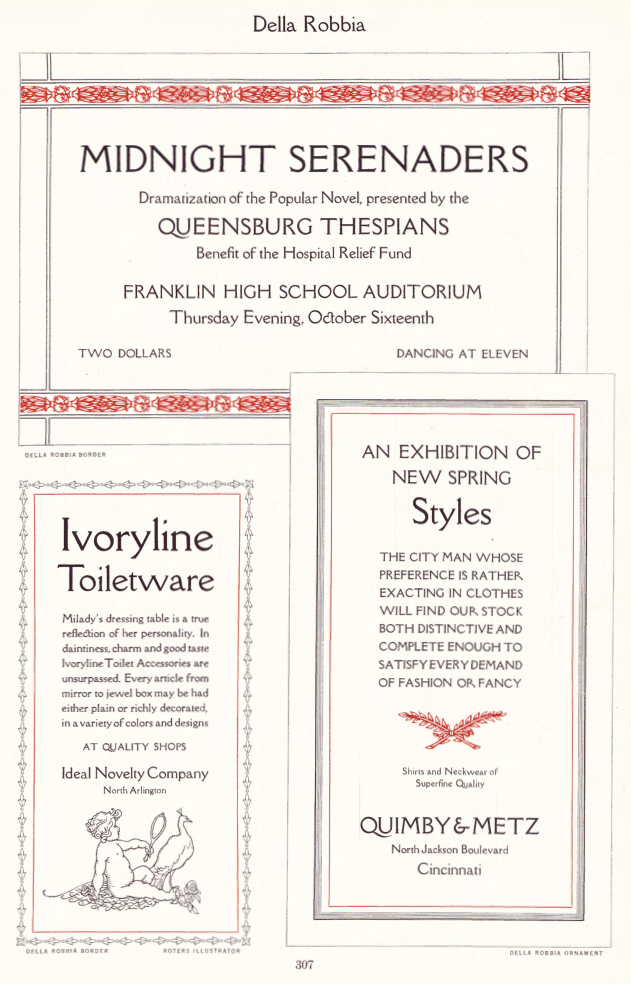 Della Robbia
MIDNIGHT SERENADERS
Dramatization of the Popular Novel, presented by the
QUEENSBURG THESPIANS
Benefit of the Hospital Relief Fund
FRANKLIN HIGH SCHOOL AUDITORIUM
Thursday Evening, October Sixteenth
TWO DOLLARS
DANCING AT ELEVEN
DELLA ROBBIA BORDER
Ivoryline
Toiletware
Milady's dressing table is a true
reflection of her personality. In
daintiness, charm and good taste
Ivoryline Toilet Accessories are
unsurpassed. Every article from
mirror to jewel box may be had
either plain or richly decorated,
in a variety of colors and designs
AT QUALITY SHOPS
Ideal Novelty Company
North Arlington
DELLA ROBBIA BORDER
ROTERS ILLUSTRATOR
AN EXHIBITION OF
NEW SPRING
Styles
THE CITY MAN WHOSE
PREFERENCE IS RATHER
EXACTING IN CLOTHES
WILL FIND OUR STOCK
BOTH DISTINCTIVE AND
COMPLETE ENOUGH TO
SATISFY EVERY DEMAND
OF FASHION OR FANCY
Shirts and Neckwear of
Superfine Quality
QUIMBY & METZ
North Jackson Boulevard
Cincinnati
DELLA ROBBIA ORNAMENT
307